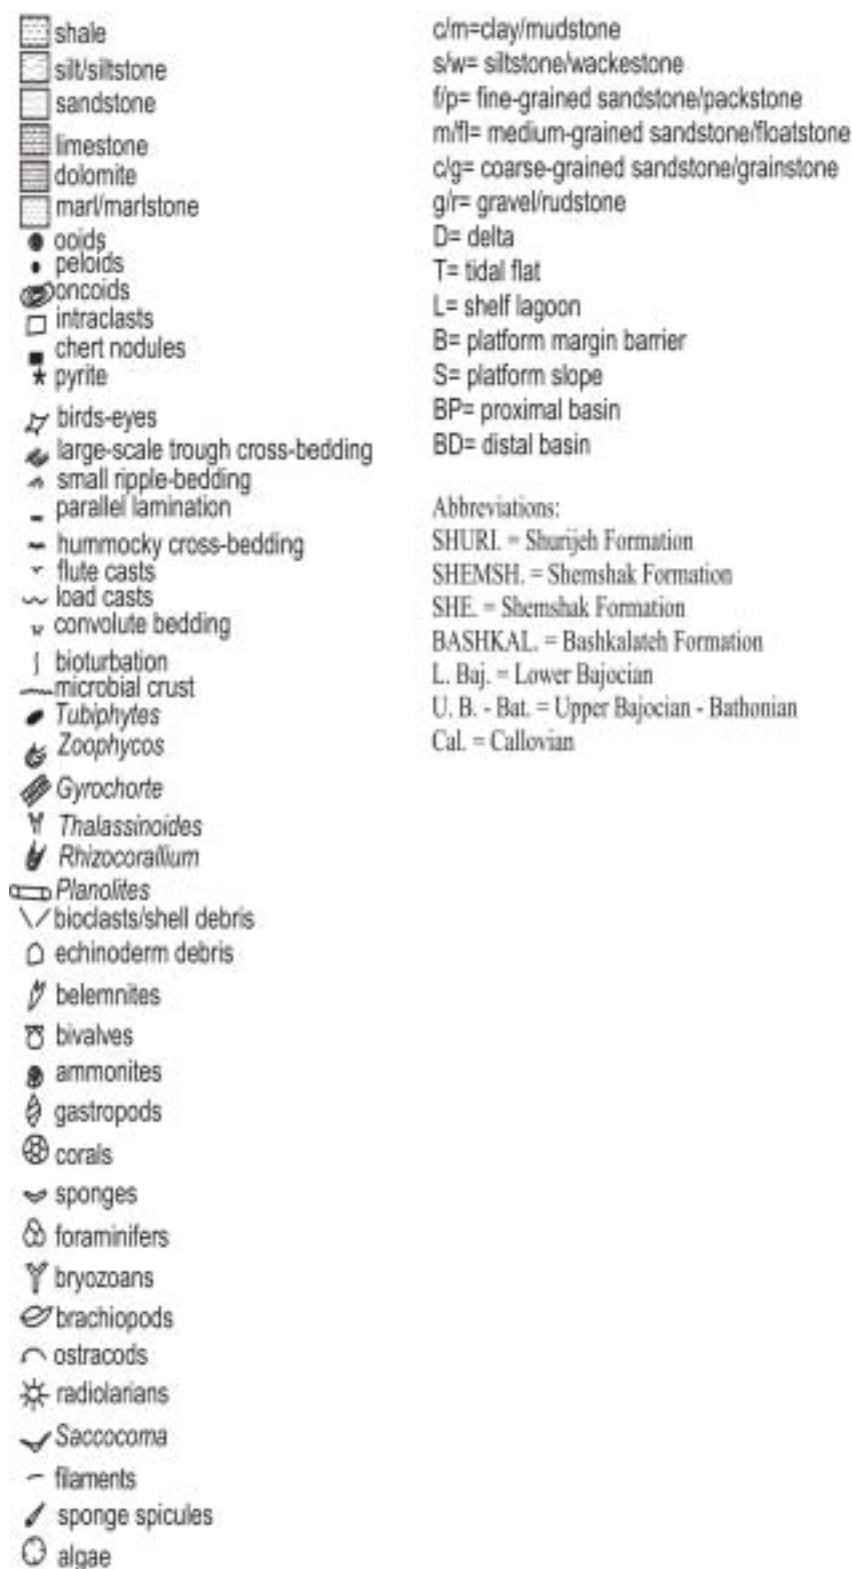 shale
silt/siltstone
sandstone
limestone
dolomite
marl/marlstone
ooids
peloids
oncoids
intraclasts
chert nodules
pyrite
birds-eyes
large-scale trough cross-bedding
small ripple-bedding
parallel lamination
hummocky cross-bedding
flute casts
load casts
convolute bedding
bioturbation
microbial crust
Tubiphytes
Zoophycos
Gyrochorte
Thalassinoides
Rhizocorallium
Planolites
bioclasts/shell debris
echinoderm debris
belemnites
bivalves
ammonites
gastropods
corals
sponges
foraminifers
bryozoans
brachiopods
ostracods
radiolarians
Saccocoma
filaments
sponge spicules
algae
c/m=clay/mudstone
s/w= siltstone/wackestone
f/p= fine-grained sandstone/packstone
m/fl= medium-grained sandstone/floatstone
c/g= coarse-grained sandstone/grainstone
g/r= gravel/rudstone
D= delta
T= tidal flat
L= shelf lagoon
B= platform margin barrier
S= platform slope
BP= proximal basin
BD= distal basin
Abbreviations:
SHURI. = Shurijeh Formation
SHEMSH. = Shemshak Formation
SHE. = Shemshak Formation
BASHKAL. = Bashkalateh Formation
L. Baj. = Lower Bajocian
U. B. - Bat. = Upper Bajocian - Bathonian
Cal. = Callovian